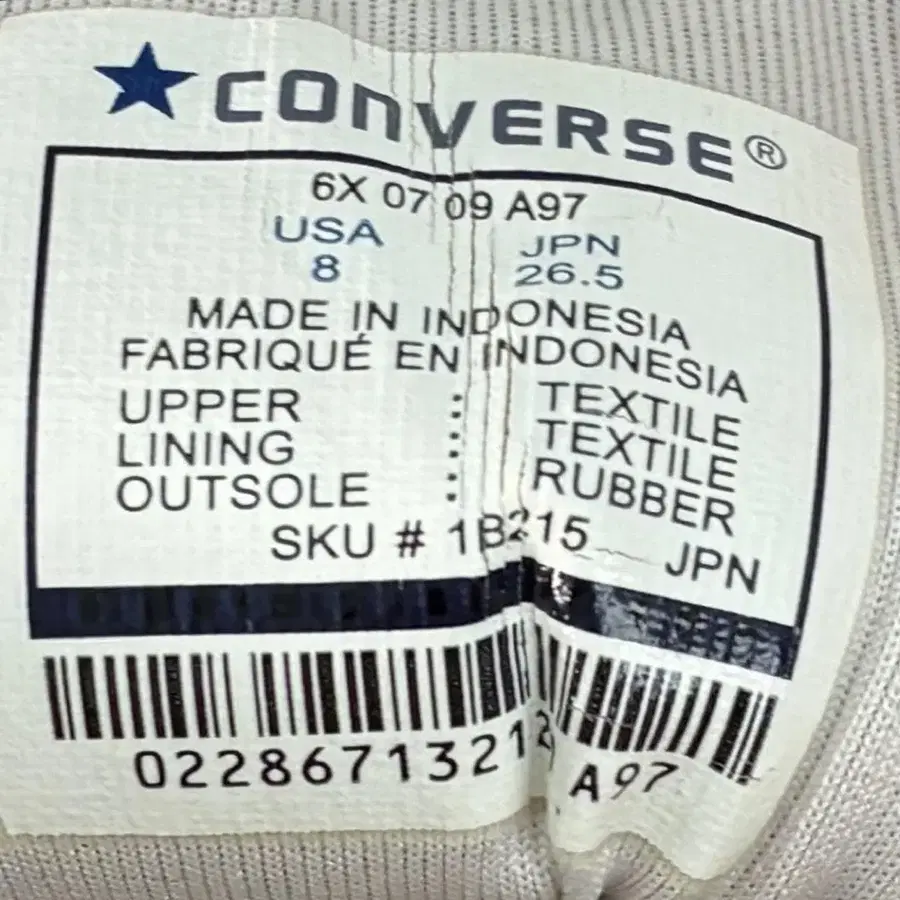 CONVERSE®
6X 07 09 A97
USA JPN
8 26.5
MADE IN INDONESIA
FABRIQUÉ EN INDONESIA
UPPER : TEXTILE
LINING : TEXTILE
OUTSOLE : RUBBER
SKU # 1B215 JPN
A97